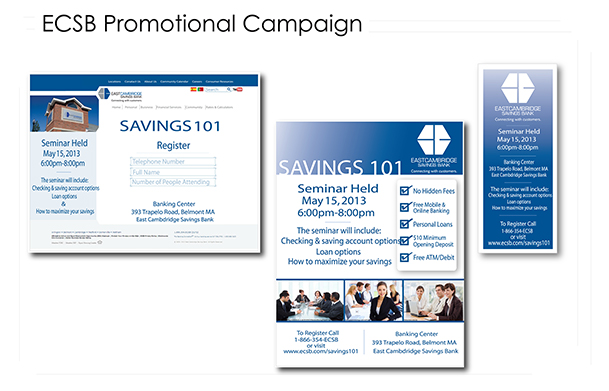 ECSB Promotional Campaign
Locations Contact Us About Us Community Calendar Careers Consumer Resources
EASTCAMBRIDGE
SAVINGS BANK
Connecting with customers.
Search
Home Personal Business Financial Services Community Rates & Calculators
SAVINGS 101
Seminar Held
May 15, 2013
6:00pm-8:00pm
The seminar will include:
Checking & saving account options
Loan options
&
How to maximize your savings
Register
Telephone Number
Full Name
Number of People Attending
Banking Center
393 Trapelo Road, Belmont MA
East Cambdridge Savings Bank
EASTCAMBRIDGE
SAVINGS BANK
Connecting with customers.
SAVINGS 101
Seminar Held
May 15, 2013
6:00pm-8:00pm
The seminar will include:
Checking & saving account options
Loan options
How to maximize your savings
No Hidden Fees
Free Mobile &
Online Banking
Personal Loans
$10 Minimum
Opening Deposit
Free ATM/Debit
To Register Call
1-866-354-ECSB
or visit
www.ecsb.com/savings101
Banking Center
393 Trapelo Road, Belmont MA
East Cambdridge Savings Bank
EASTCAMBRIDGE
SAVINGS BANK
Connecting with customers.
Seminar Held
May 15, 2013
6:00pm-8:00pm
Banking Center
393 Trapelo Road, Belmont MA
East Cambdridge Savings Bank
The seminar will include:
Checking & saving account options
Loan options
How to maximize your savings
To Register Call
1-866-354-ECSB
or visit
www.ecsb.com/savings101